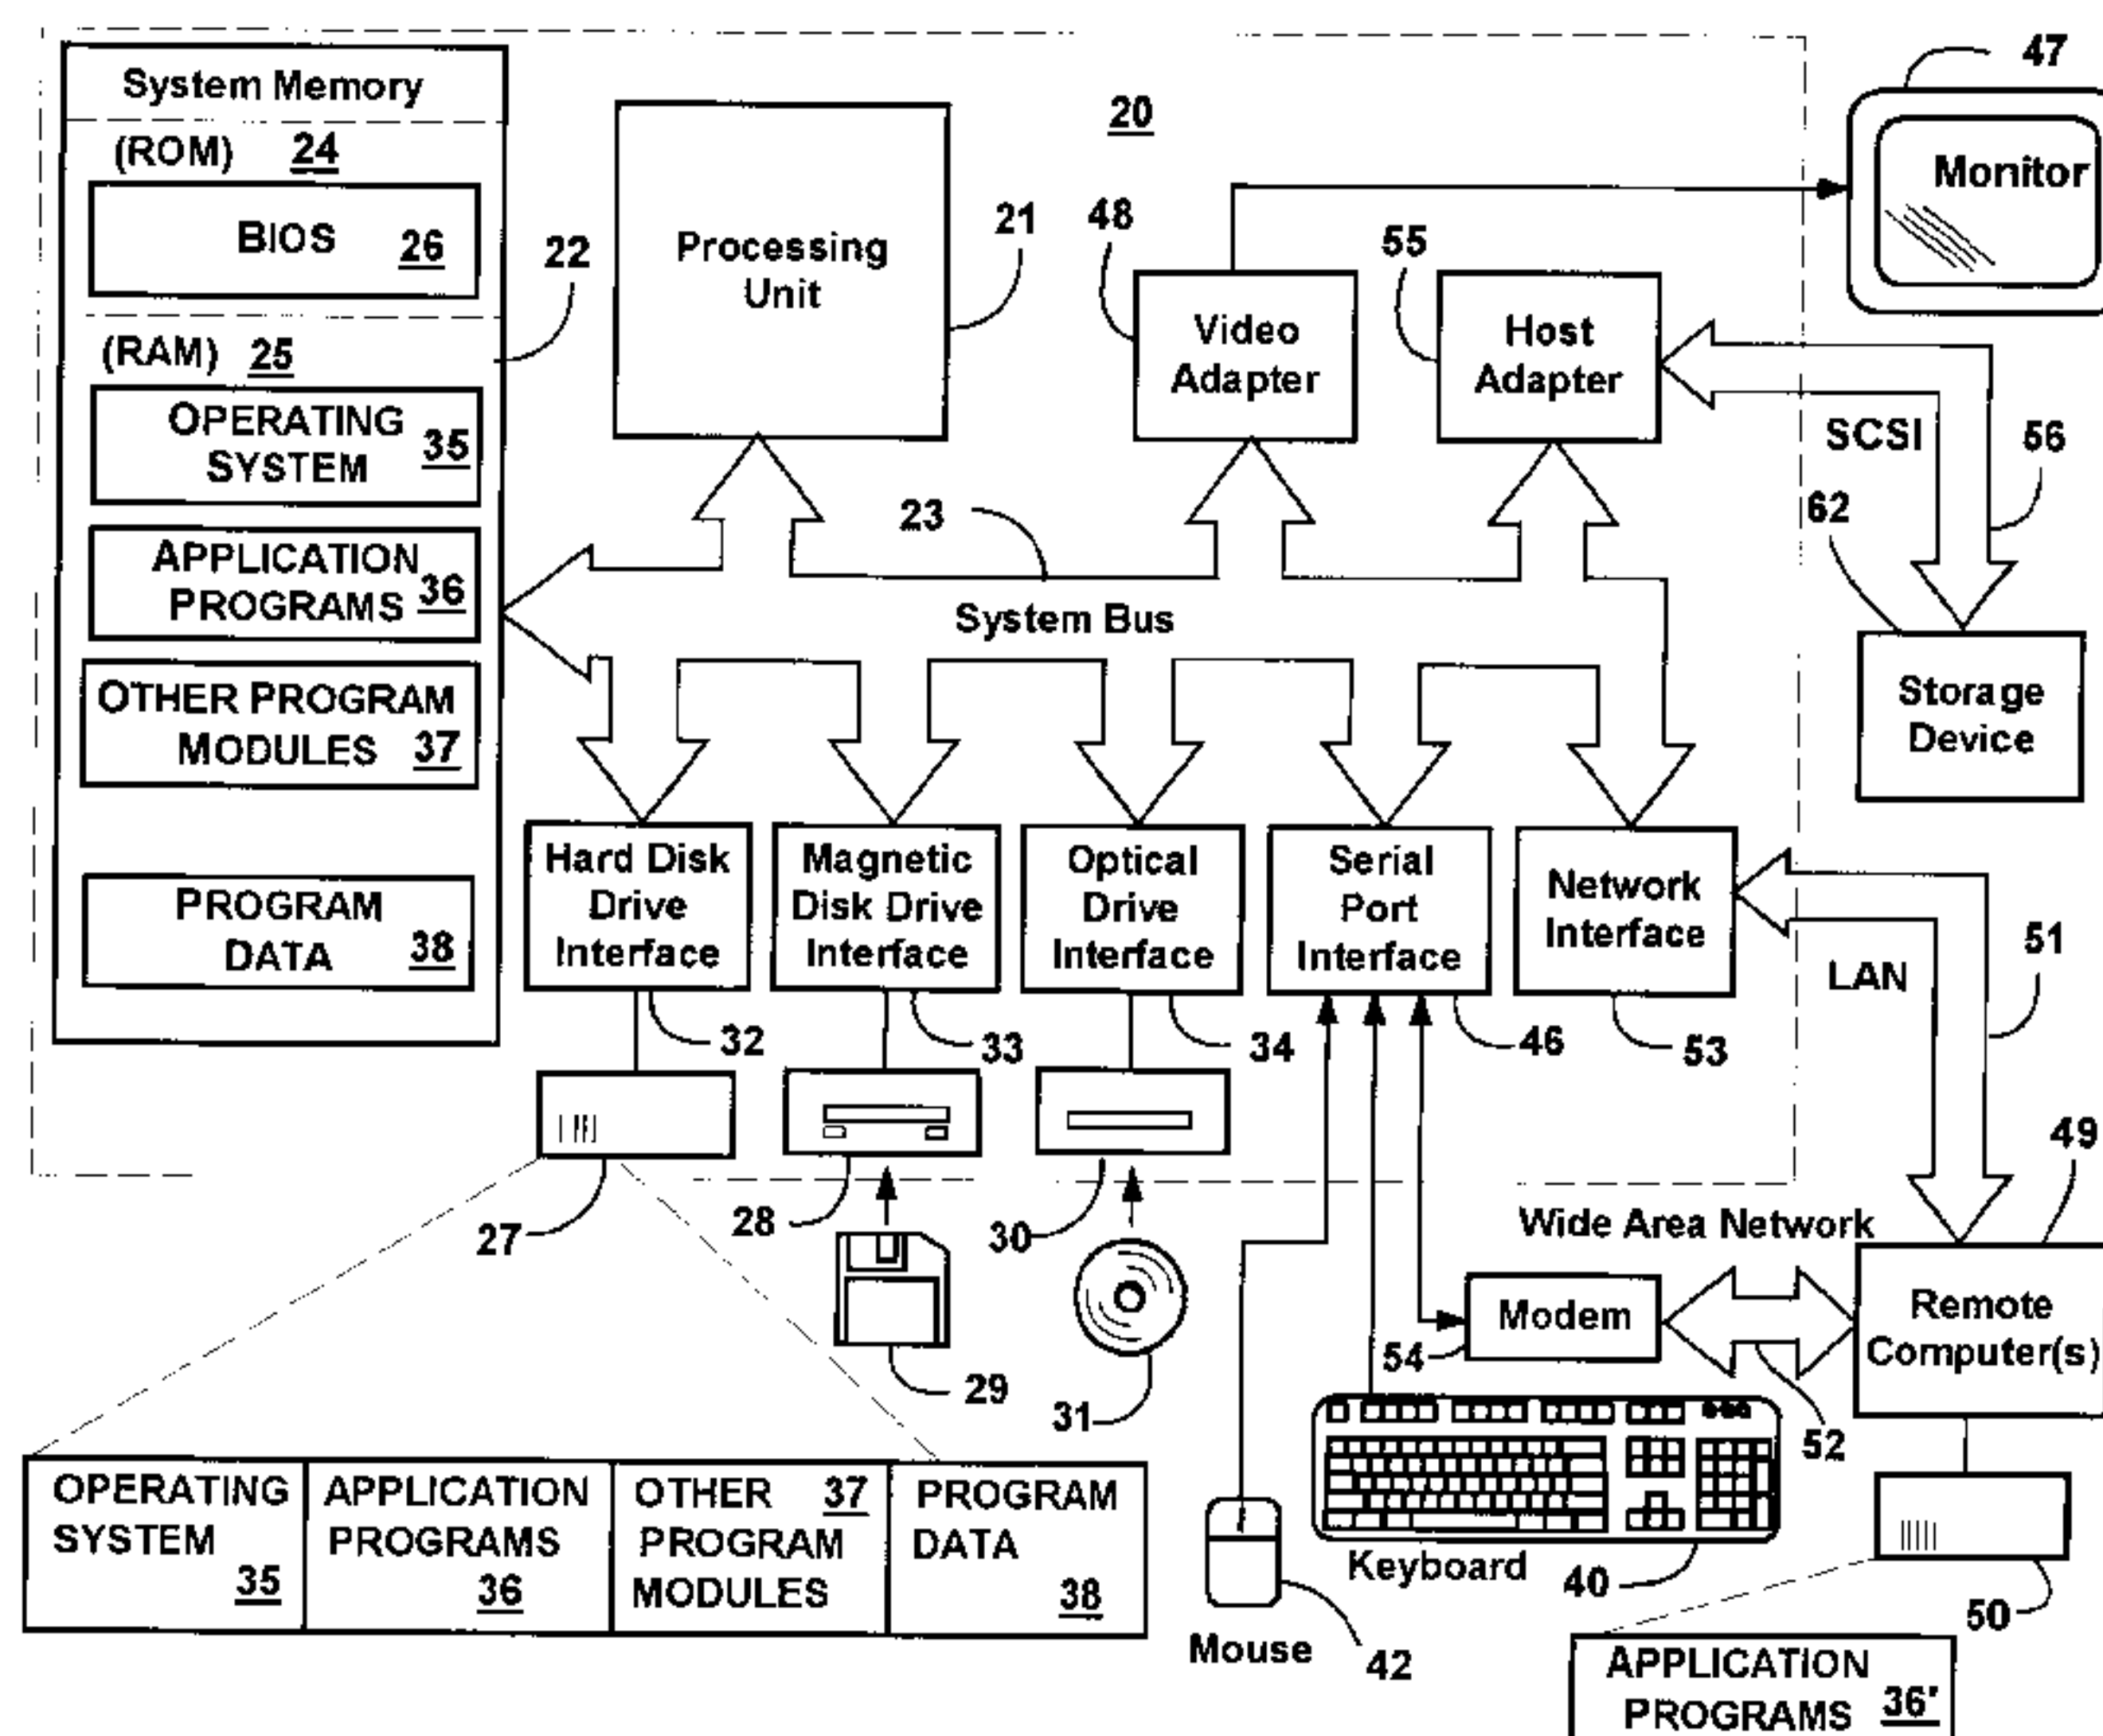 System Memory
(ROM) 24
BIOS 26
22
(RAM) 25
OPERATING
SYSTEM 35
APPLICATION
PROGRAMS 36
OTHER PROGRAM
MODULES 37
PROGRAM
DATA 38
Processing
Unit
21
20
48
Video
Adapter
55
Host
Adapter
47
Monitor
SCSI
56
62
Storage
Device
23
System Bus
Hard Disk
Drive
Interface
32
Magnetic
Disk Drive
Interface
33
Optical
Drive
Interface
34
Serial
Port
Interface
46
Network
Interface
53
LAN
51
49
27
28
30
29
31
Wide Area Network
Modem
54
52
Remote
Computer(s)
50
Keyboard
40
Mouse
42
OPERATING
SYSTEM
35
APPLICATION
PROGRAMS
36
OTHER 37
PROGRAM
MODULES
PROGRAM
DATA
38
APPLICATION
PROGRAMS 36'